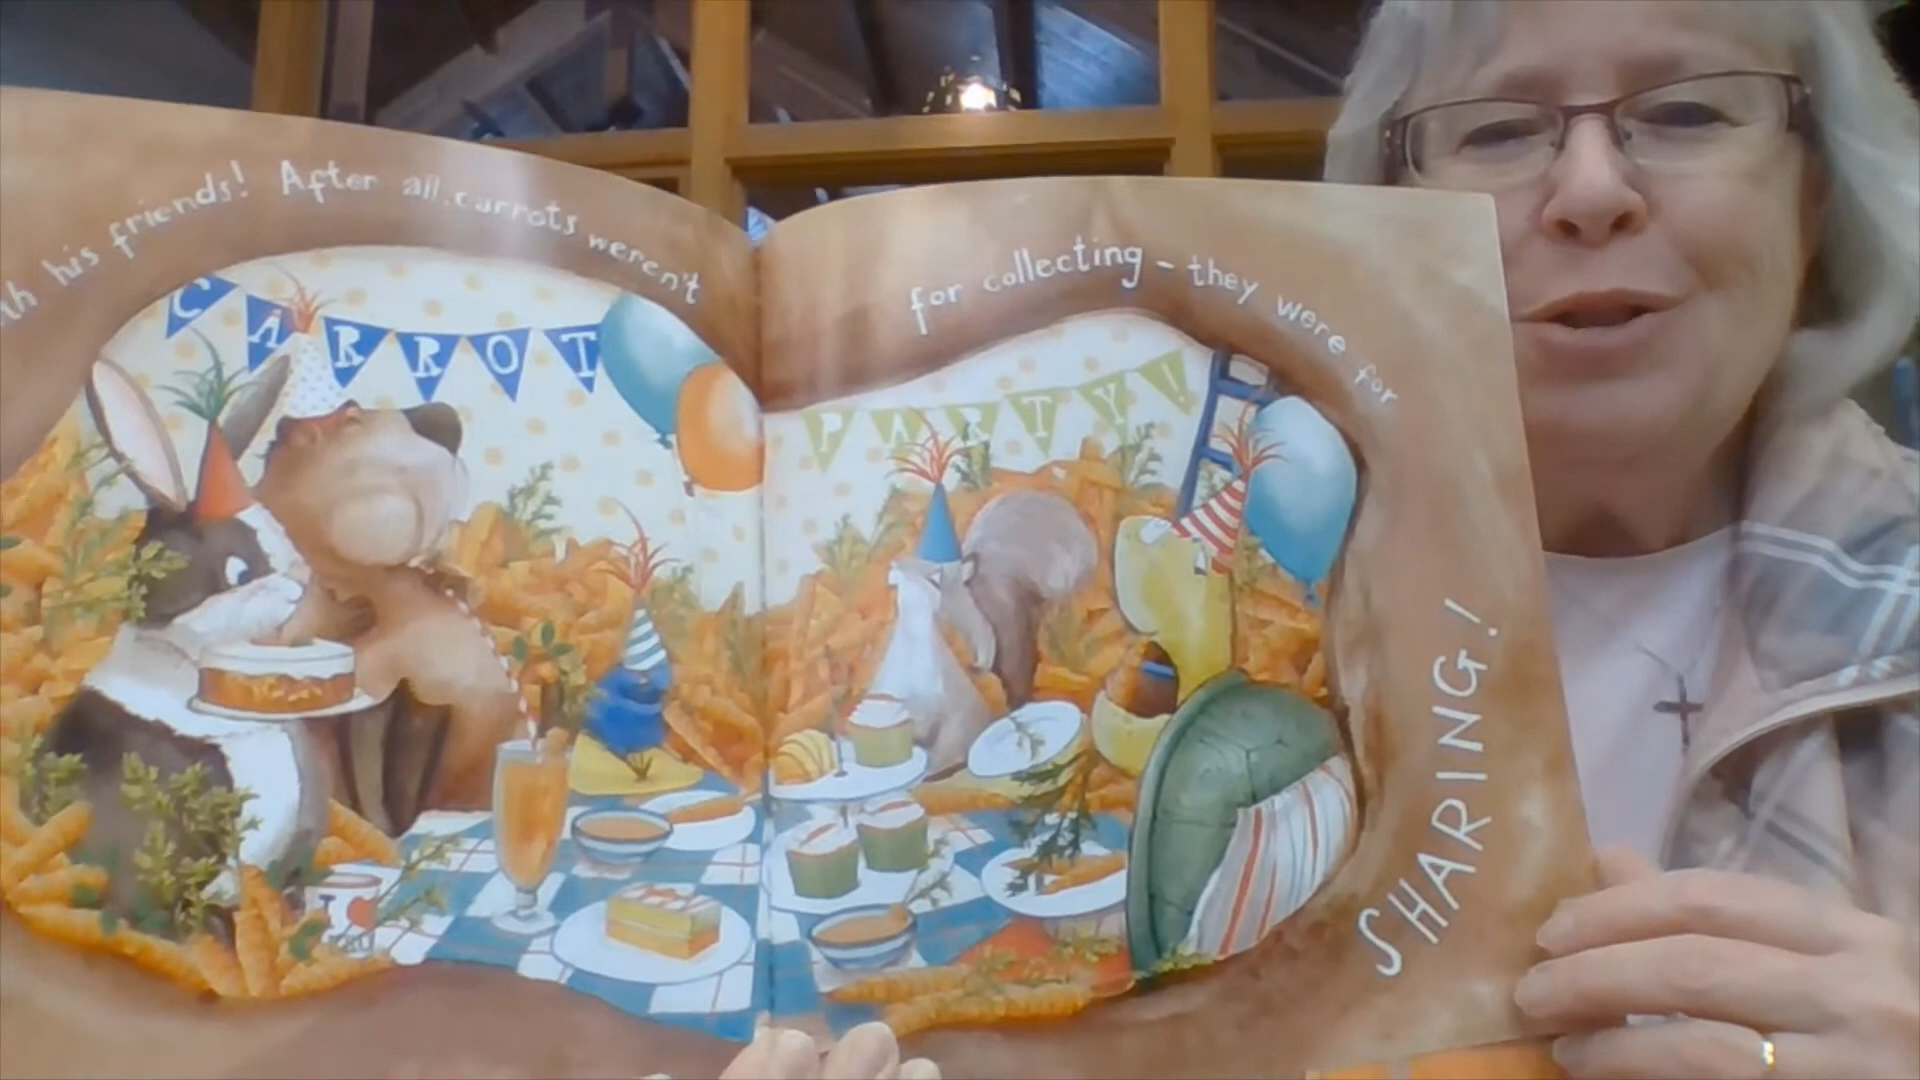 his friends! After all, carrots weren't
for collecting - they were for
SHARING!
CARROT
PARTY!